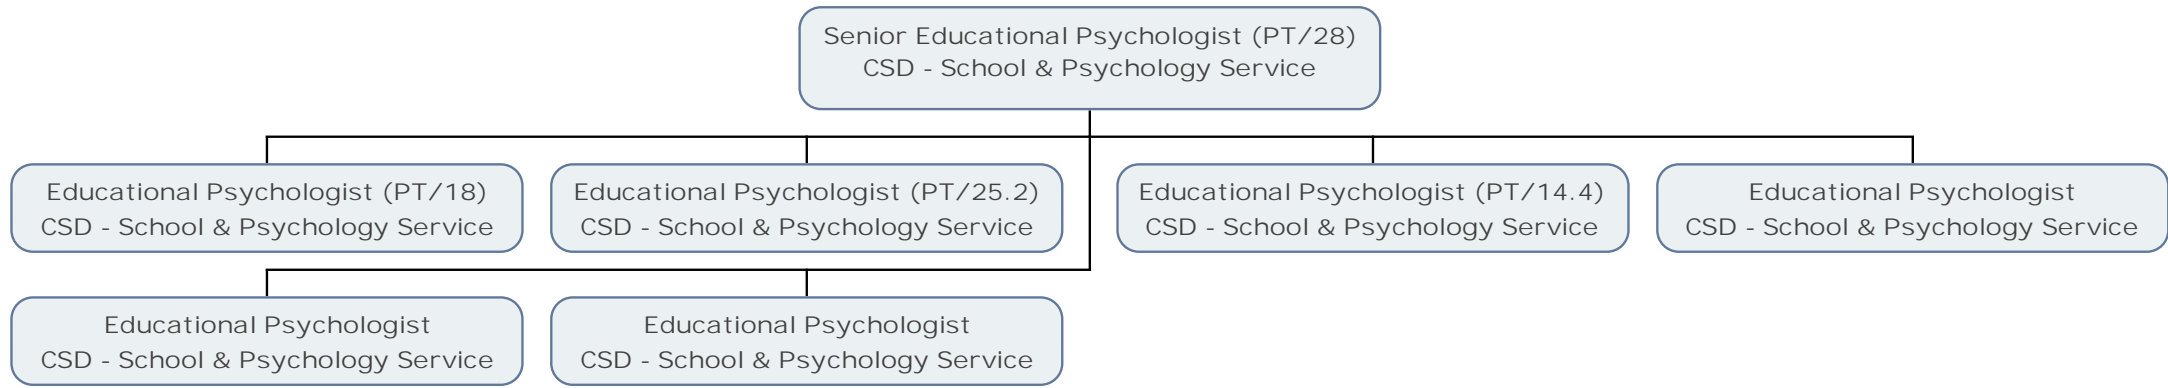 Senior Educational Psychologist (PT/28)
CSD - School & Psychology Service
Educational Psychologist (PT/18)
CSD - School & Psychology Service
Educational Psychologist (PT/25.2)
CSD - School & Psychology Service
Educational Psychologist (PT/14.4)
CSD - School & Psychology Service
Educational Psychologist
CSD - School & Psychology Service
Educational Psychologist
CSD - School & Psychology Service
Educational Psychologist
CSD - School & Psychology Service